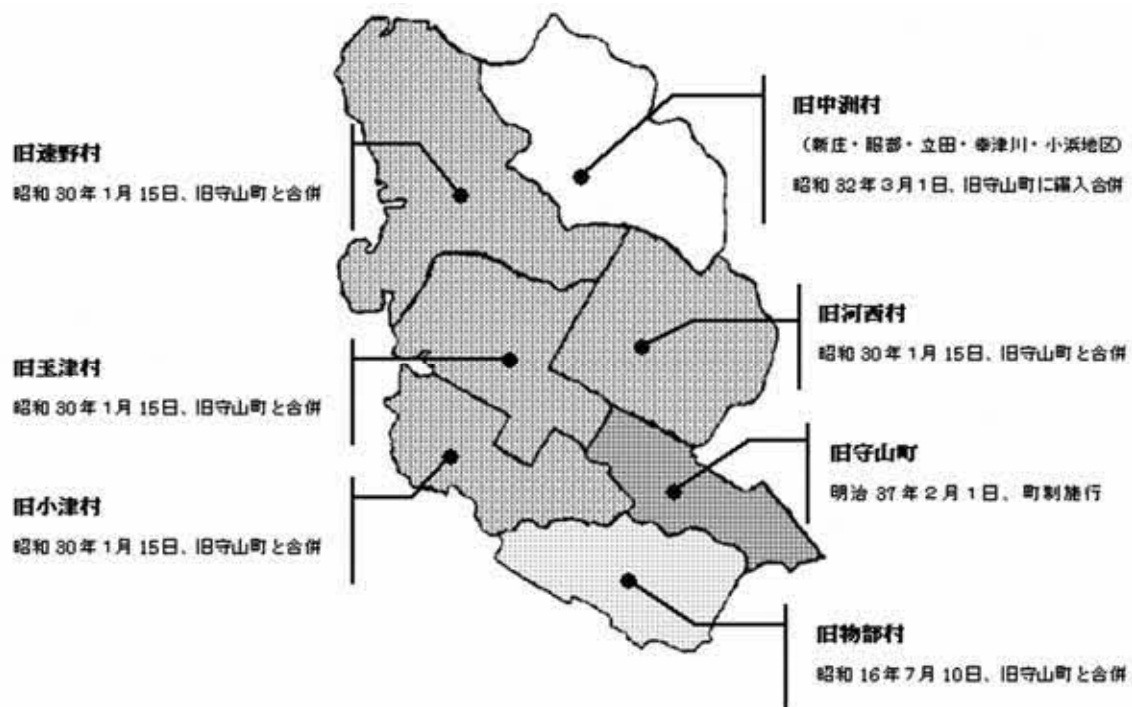 旧速野村
昭和30年1月15日、旧守山町と合併
旧玉津村
昭和30年1月15日、旧守山町と合併
旧小津村
昭和30年1月15日、旧守山町と合併
旧中洲村
（新庄・服部・立田・幸津川・小浜地区）
昭和32年3月1日、旧守山町に編入合併
旧河西村
昭和30年1月15日、旧守山町と合併
旧守山町
明治37年2月1日、町制施行
旧物部村
昭和16年7月10日、旧守山町と合併